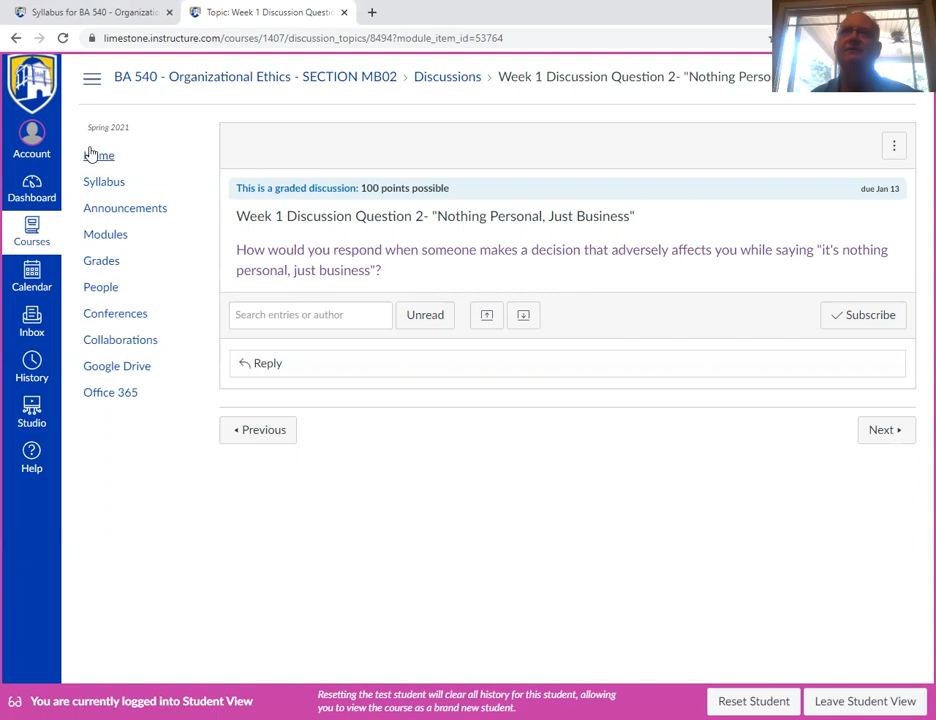 Syllabus for BA 540 - Organizatio
Topic: Week 1 Discussion Questio
limestone.instructure.com/courses/1407/discussion_topics/8494?module_item_id=53764
BA 540 - Organizational Ethics - SECTION MB02 › Discussions › Week 1 Discussion Question 2- "Nothing Perso
Account
Dashboard
Courses
Calendar
Inbox
History
Studio
Help
Spring 2021
Home
Syllabus
Announcements
Modules
Grades
People
Conferences
Collaborations
Google Drive
Office 365
This is a graded discussion: 100 points possible
due Jan 13
Week 1 Discussion Question 2- "Nothing Personal, Just Business"
How would you respond when someone makes a decision that adversely affects you while saying "it's nothing
personal, just business"?
Search entries or author
Unread
Subscribe
Reply
Previous
Next
You are currently logged into Student View
Resetting the test student will clear all history for this student, allowing
you to view the course as a brand new student.
Reset Student
Leave Student View